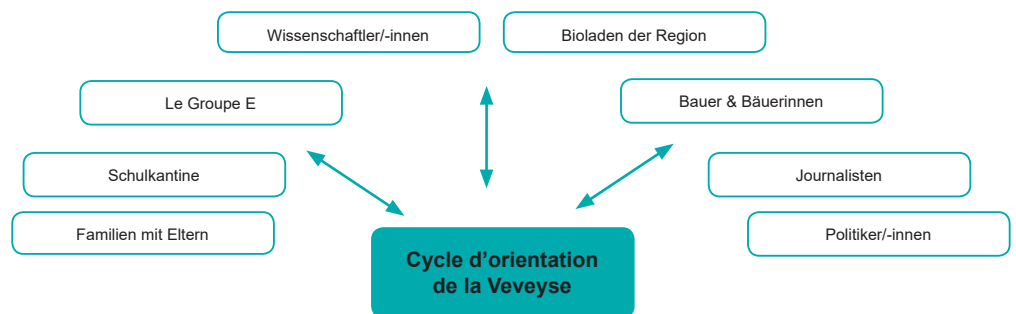 Wissenschaftler/-innen
Bioladen der Region
Le Groupe E
Bauer & Bäuerinnen
Schulkantine
Journalisten
Familien mit Eltern
Politiker/-innen
Cycle d’orientation
de la Veveyse